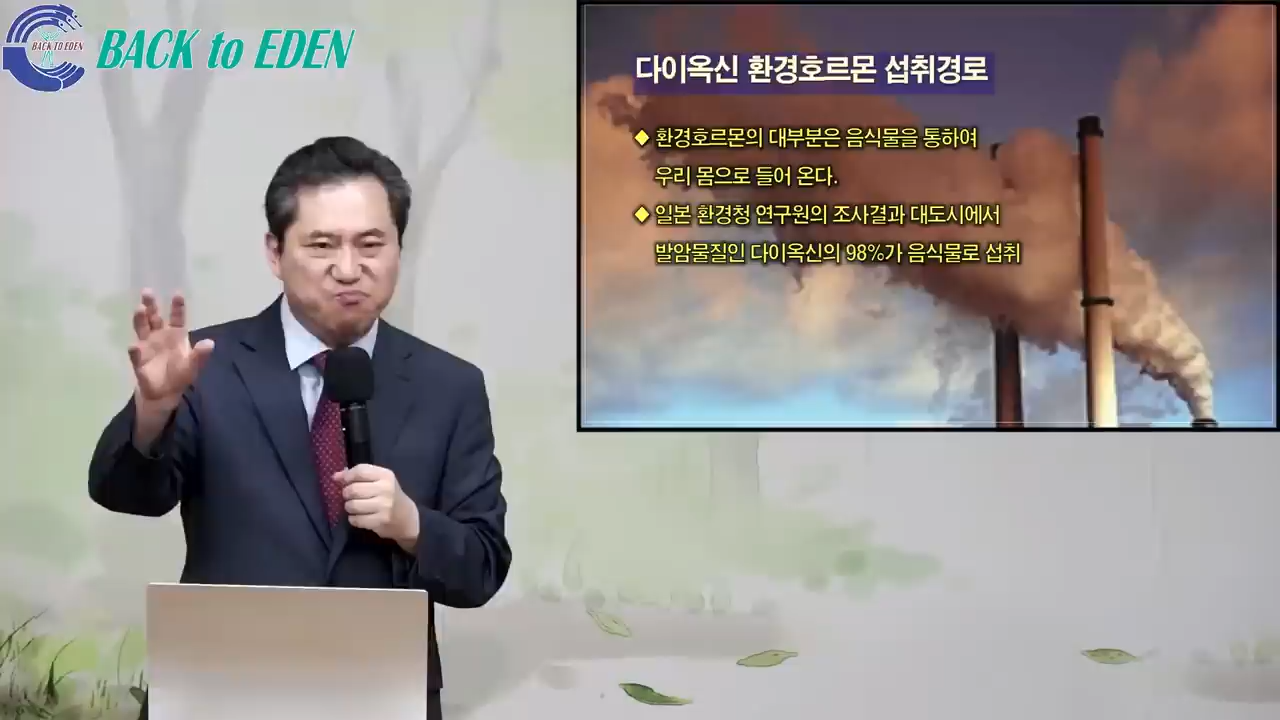 BACK TO EDEN
BACK to EDEN
다이옥신 환경호르몬 섭취경로
◆ 환경호르몬의 대부분은 음식물을 통하여
우리 몸으로 들어 온다.
◆ 일본 환경청 연구원의 조사결과 대도시에서
발암물질인 다이옥신의 98%가 음식물로 섭취